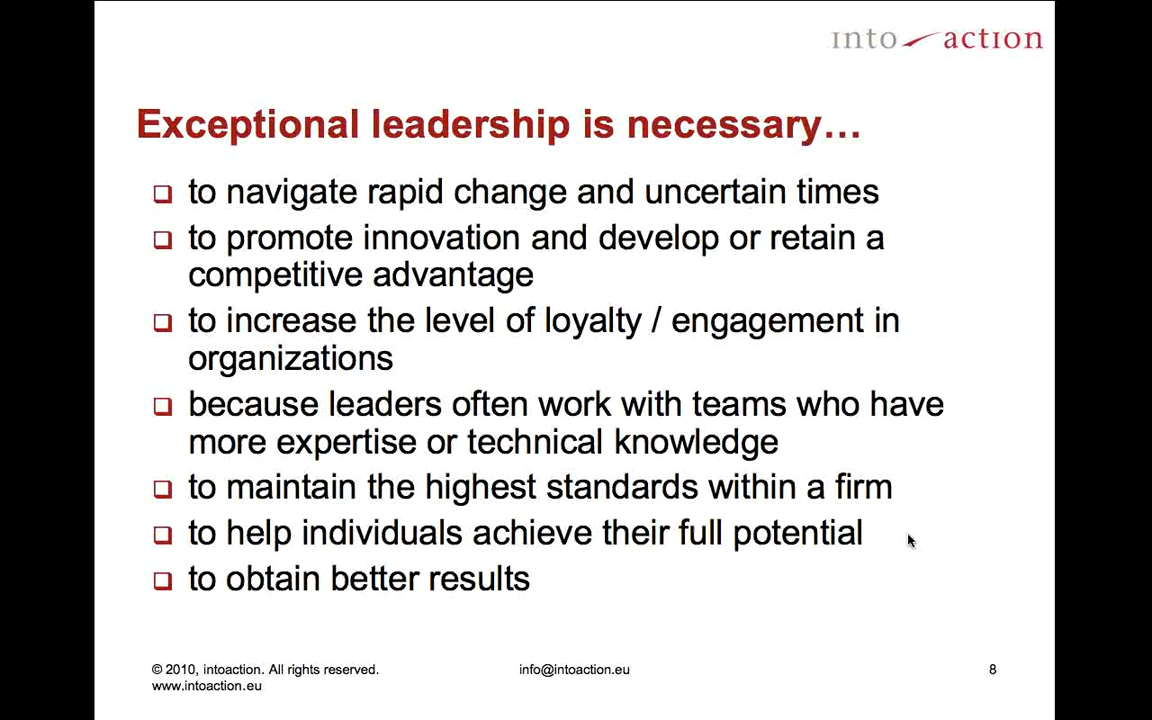 into action
Exceptional leadership is necessary…
❑ to navigate rapid change and uncertain times
❑ to promote innovation and develop or retain a
competitive advantage
❑ to increase the level of loyalty / engagement in
organizations
❑ because leaders often work with teams who have
more expertise or technical knowledge
❑ to maintain the highest standards within a firm
❑ to help individuals achieve their full potential
❑ to obtain better results
© 2010, intoaction. All rights reserved. info@intoaction.eu 8
www.intoaction.eu